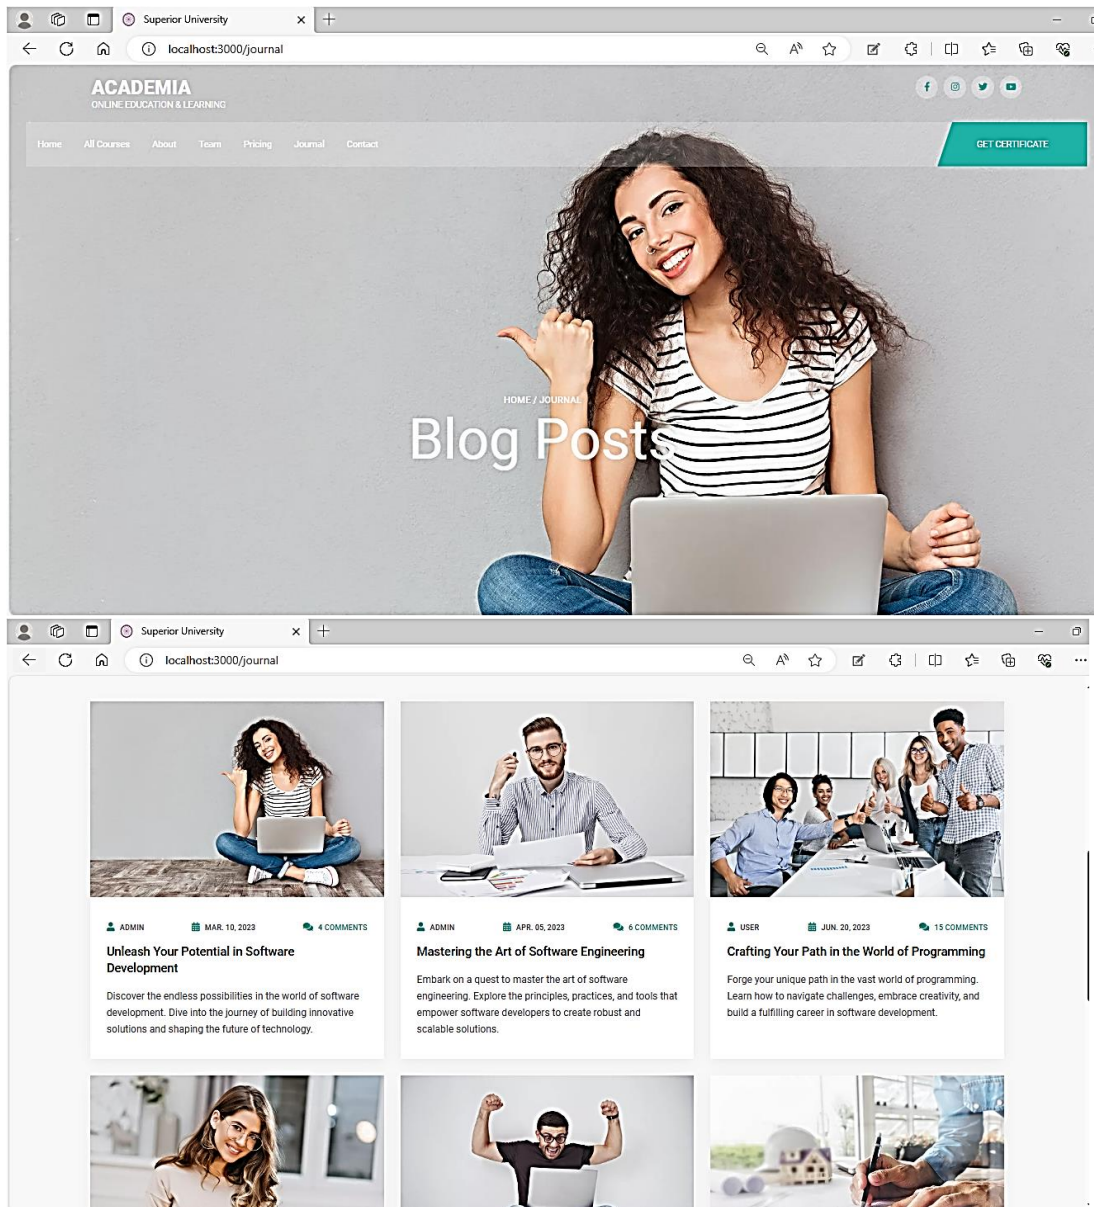 Superior University
localhost:3000/journal
ACADEMIA
ONLINE EDUCATION & LEARNING
Home All Courses About Team Pricing Journal Contact
GET CERTIFICATE
HOME / JOURNAL
Blog Posts
Superior University
localhost:3000/journal
ADMIN MAR. 10, 2023 4 COMMENTS
Unleash Your Potential in Software
Development
Discover the endless possibilities in the world of software
development. Dive into the journey of building innovative
solutions and shaping the future of technology.
ADMIN APR. 05, 2023 6 COMMENTS
Mastering the Art of Software Engineering
Embark on a quest to master the art of software
engineering. Explore the principles, practices, and tools that
empower software developers to create robust and
scalable solutions.
USER JUN. 20, 2023 15 COMMENTS
Crafting Your Path in the World of Programming
Forge your unique path in the vast world of programming.
Learn how to navigate challenges, embrace creativity, and
build a fulfilling career in software development.